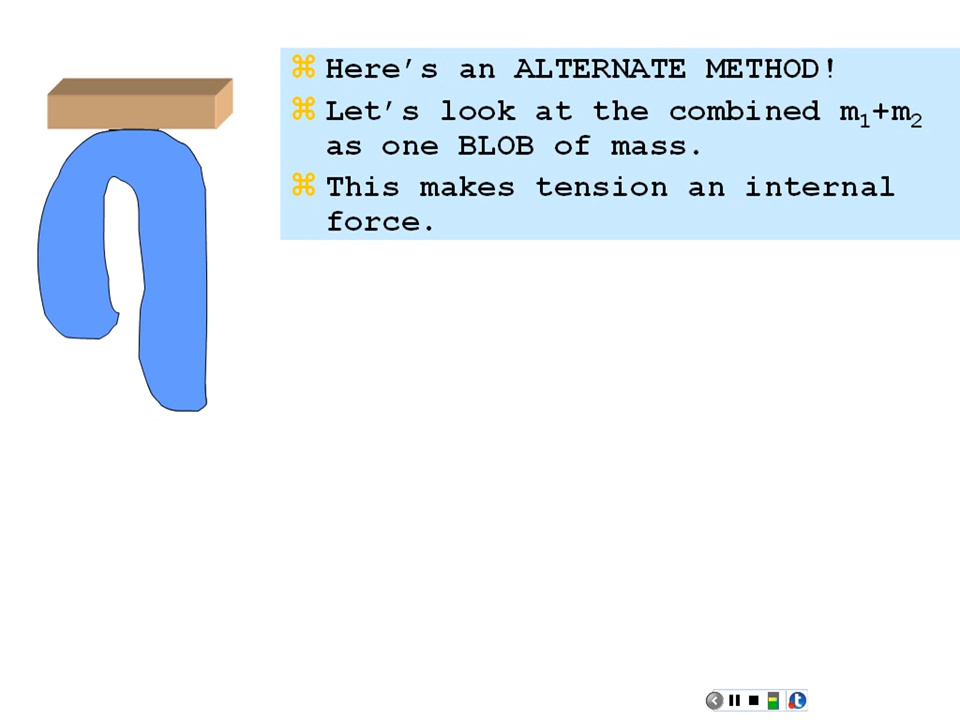 Here's an ALTERNATE METHOD!
Let's look at the combined m₁+m₂
as one BLOB of mass.
This makes tension an internal
force.